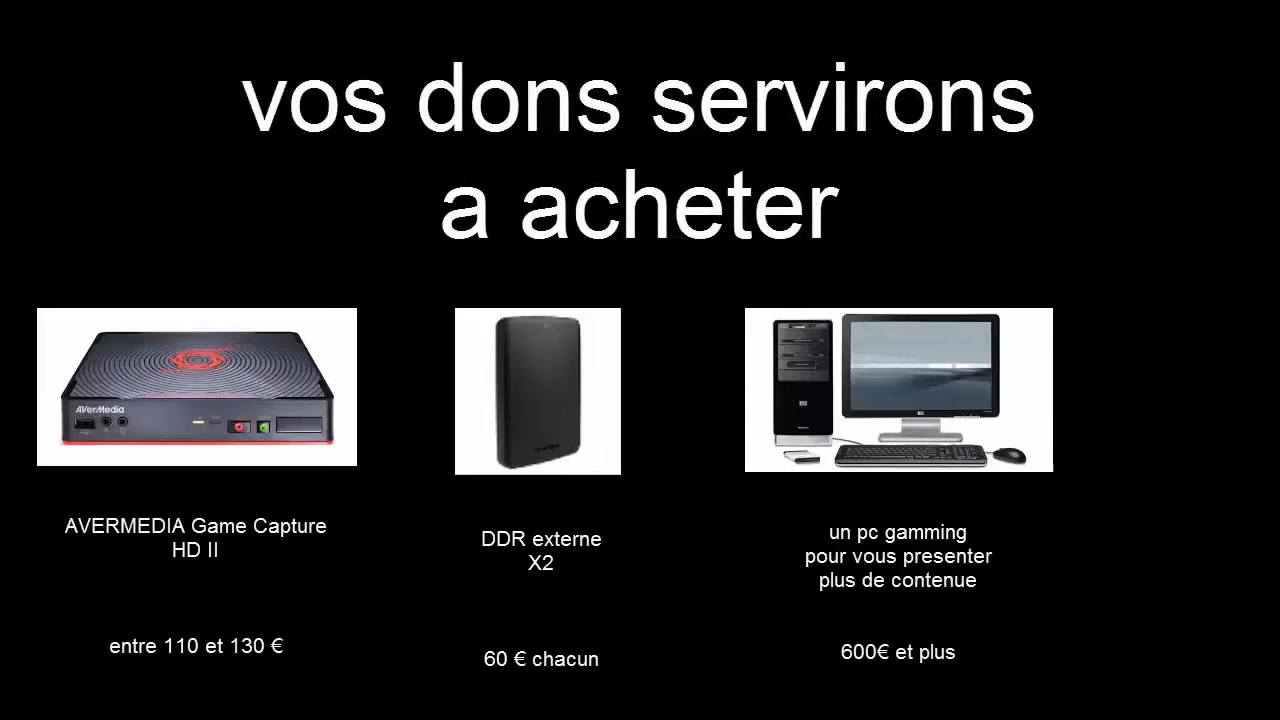 vos dons servirons
a acheter
AVerMedia
AVERMEDIA Game Capture
HD II
entre 110 et 130 €
DDR externe
X2
60 € chacun
un pc gamming
pour vous presenter
plus de contenue
600€ et plus